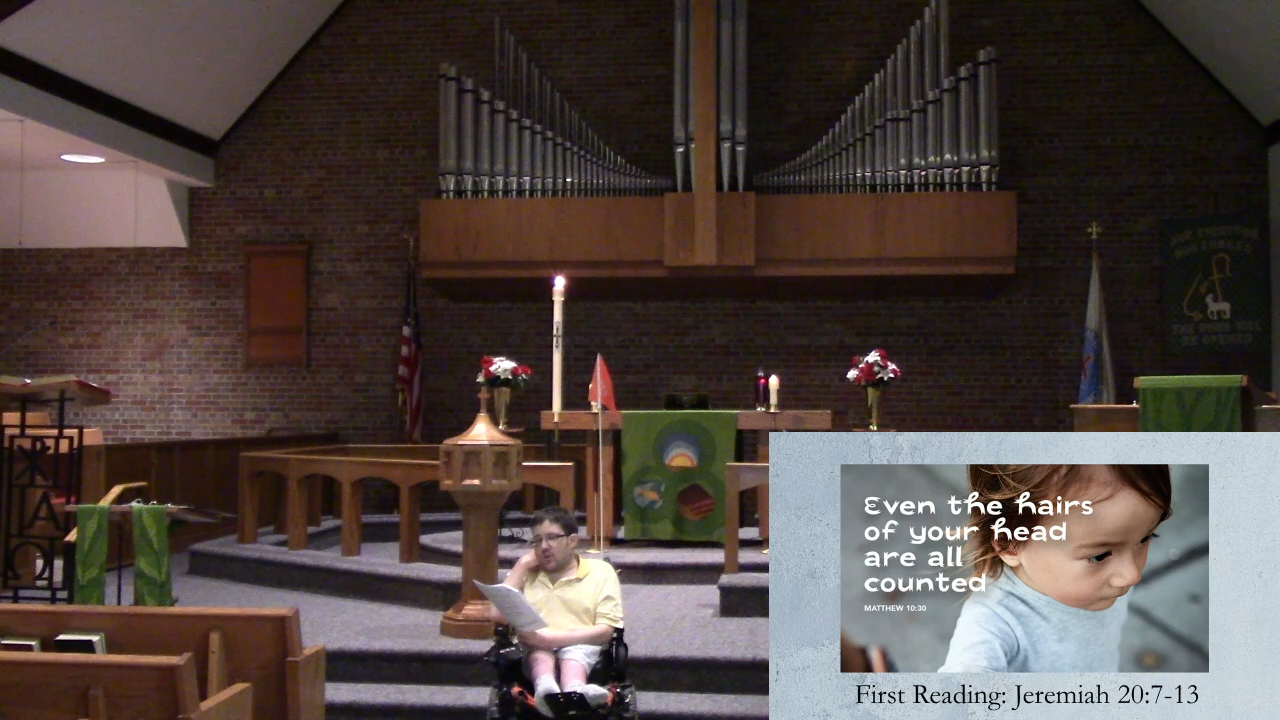 Even the hairs
of your head
are all
counted
MATTHEW 10:30
First Reading: Jeremiah 20:7-13